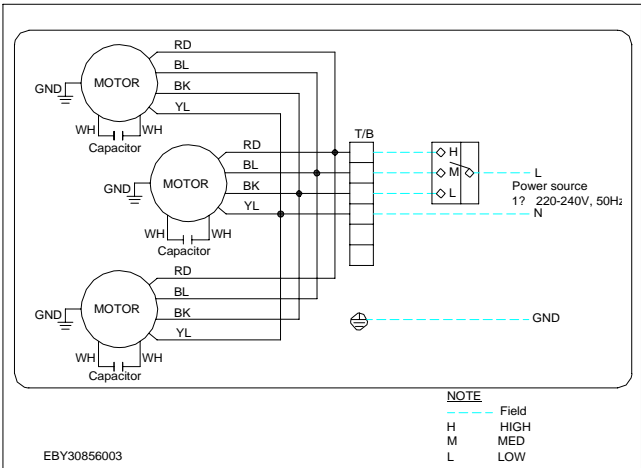 RD
BL
BK
YL
MOTOR
GND
WH WH
Capacitor
T/B
RD
BL
BK
YL
MOTOR
GND
WH WH
Capacitor
H
M
L
L
Power source
1? 220-240V, 50Hz
N
RD
BL
BK
YL
MOTOR
GND
WH WH
Capacitor
GND
NOTE
Field
H HIGH
M MED
L LOW
EBY30856003